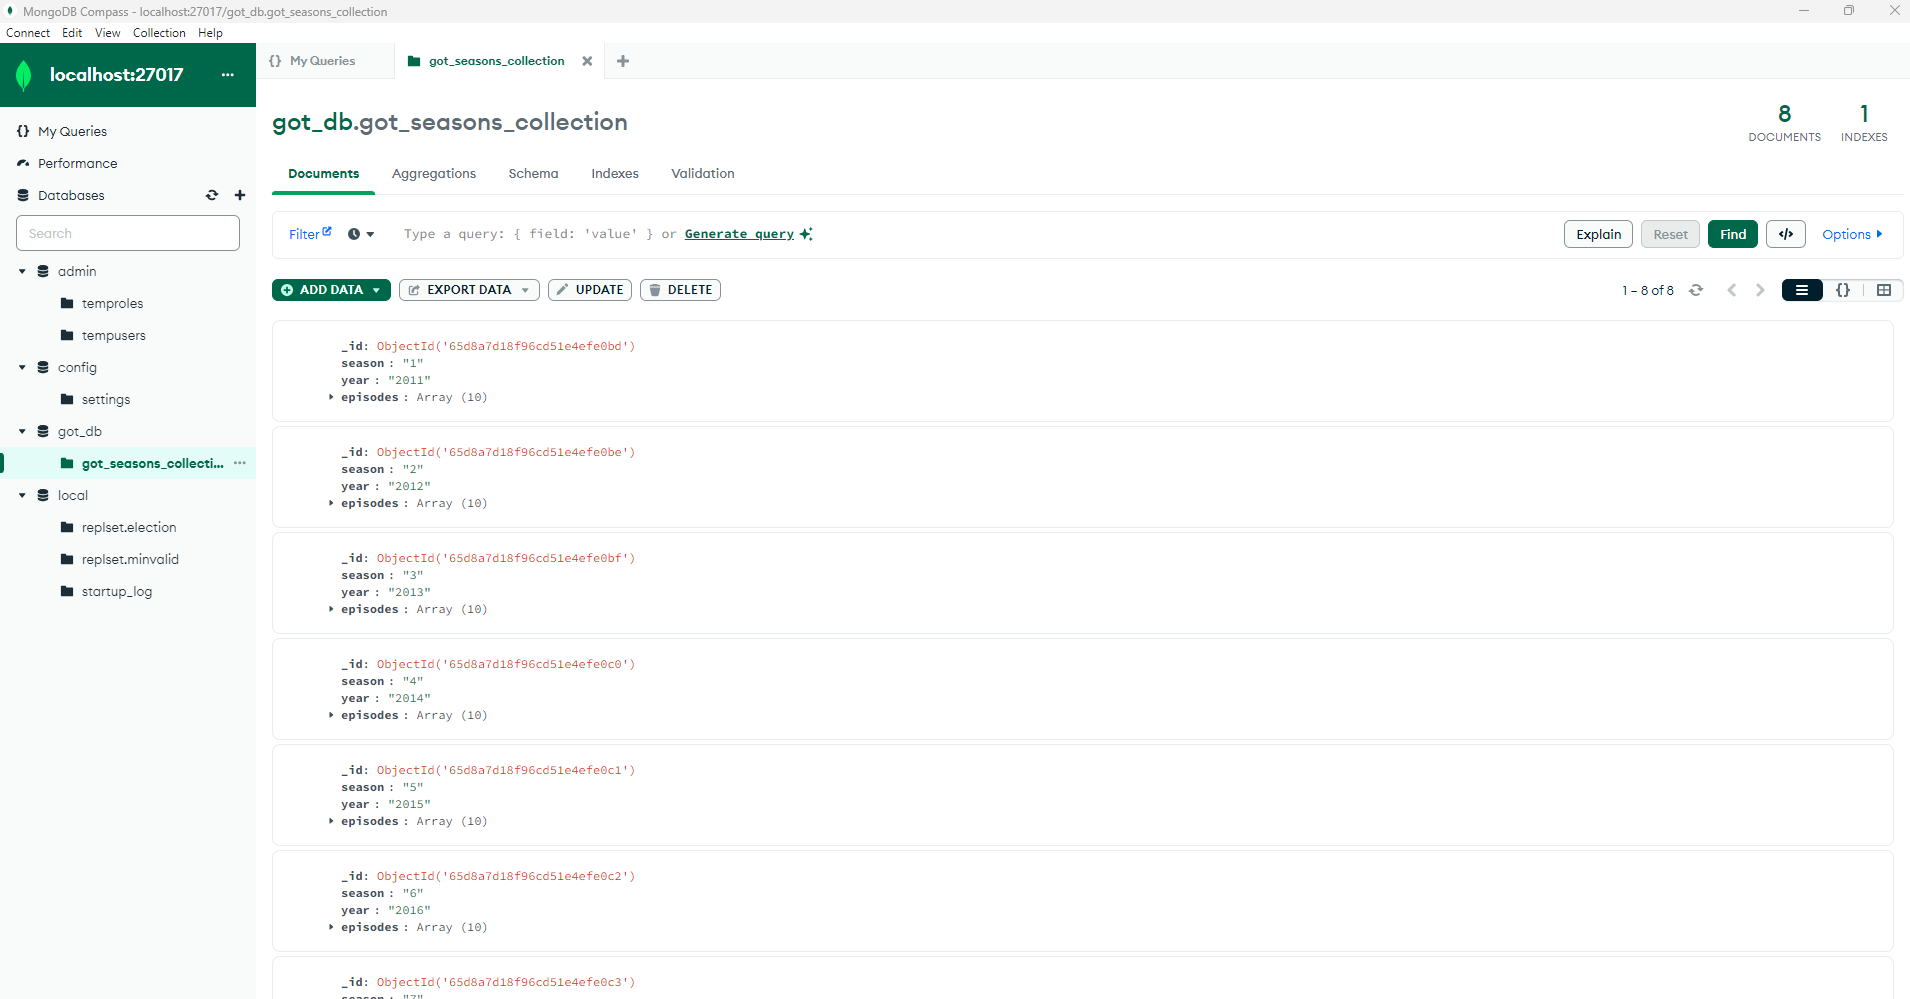 MongoDB Compass - localhost:27017/got_db.got_seasons_collection
Connect Edit View Collection Help
localhost:27017 ...
{} My Queries
got_seasons_collection
My Queries
Performance
Databases
Search
admin
temproles
tempusers
config
settings
got_db
got_seasons_collecti... ...
local
replset.election
replset.minvalid
startup_log
got_db.got_seasons_collection
8
DOCUMENTS
1
INDEXES
Documents Aggregations Schema Indexes Validation
Filter Type a query: { field: 'value' } or Generate query
Explain Reset Find </> Options
ADD DATA EXPORT DATA UPDATE DELETE
1 – 8 of 8 {}
_id: ObjectId('65d8a7d18f96cd51e4efe0bd')
season : "1"
year : "2011"
episodes : Array (10)
_id: ObjectId('65d8a7d18f96cd51e4efe0be')
season : "2"
year : "2012"
episodes : Array (10)
_id: ObjectId('65d8a7d18f96cd51e4efe0bf')
season : "3"
year : "2013"
episodes : Array (10)
_id: ObjectId('65d8a7d18f96cd51e4efe0c0')
season : "4"
year : "2014"
episodes : Array (10)
_id: ObjectId('65d8a7d18f96cd51e4efe0c1')
season : "5"
year : "2015"
episodes : Array (10)
_id: ObjectId('65d8a7d18f96cd51e4efe0c2')
season : "6"
year : "2016"
episodes : Array (10)
_id: ObjectId('65d8a7d18f96cd51e4efe0c3')
season : "7"